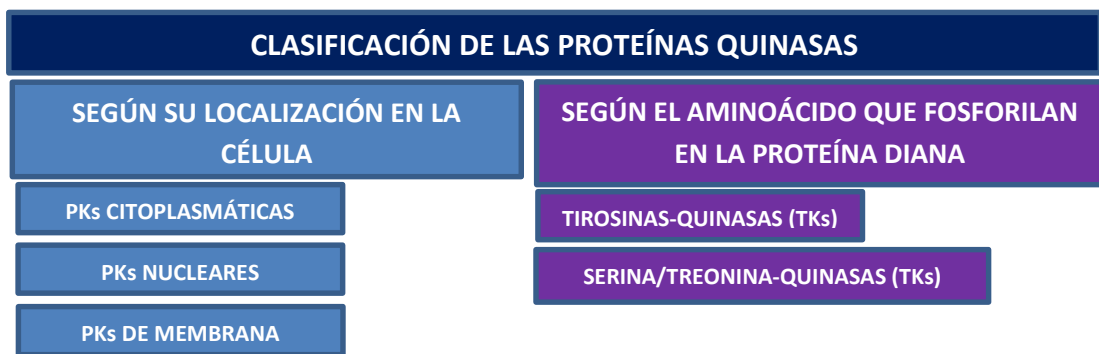 CLASIFICACIÓN DE LAS PROTEÍNAS QUINASAS
SEGÚN SU LOCALIZACIÓN EN LA
CÉLULA
PKs CITOPLASMÁTICAS
PKs NUCLEARES
PKs DE MEMBRANA
SEGÚN EL AMINOÁCIDO QUE FOSFORILAN
EN LA PROTEÍNA DIANA
TIROSINAS-QUINASAS (TKs)
SERINA/TREONINA-QUINASAS (TKs)